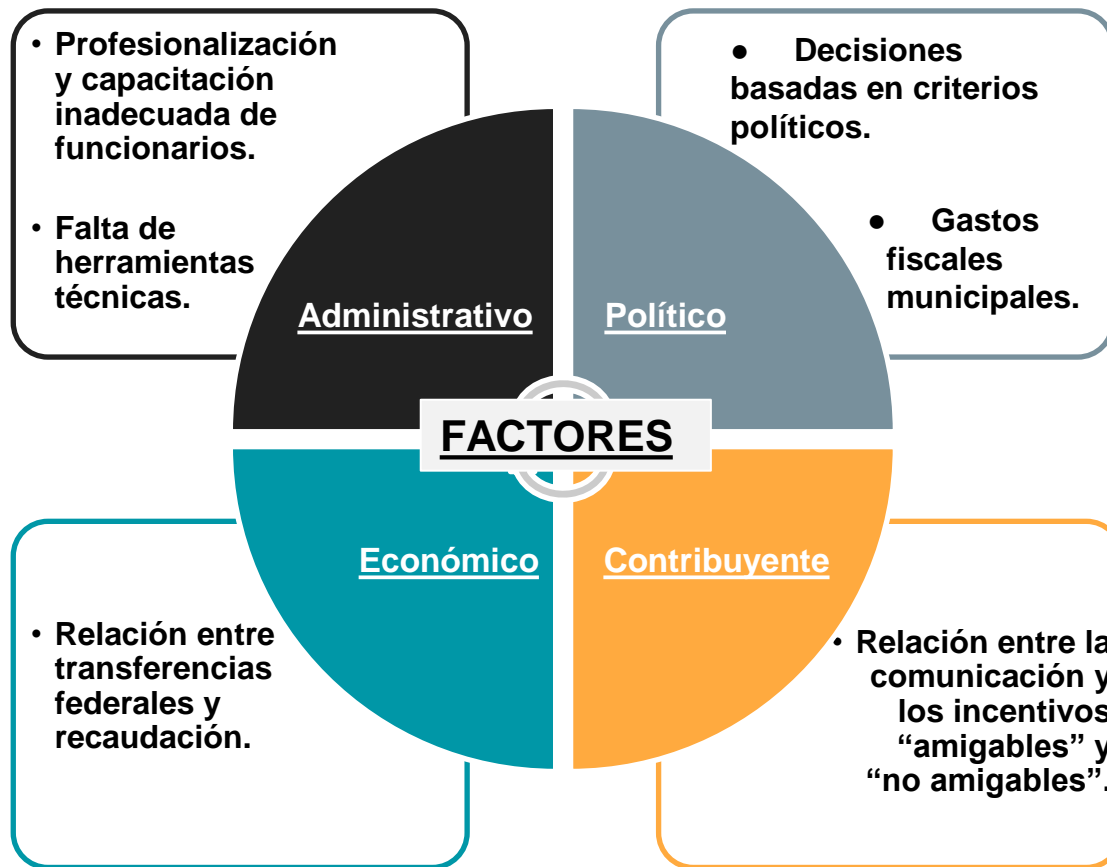 • Profesionalización
y capacitación
inadecuada de
funcionarios.
• Falta de
herramientas
técnicas.
● Decisiones
basadas en criterios
políticos.
● Gastos
fiscales
municipales.
Administrativo
Político
FACTORES
Económico
Contribuyente
• Relación entre
transferencias
federales y
recaudación.
• Relación entre la
comunicación y
los incentivos
“amigables” y
“no amigables”.